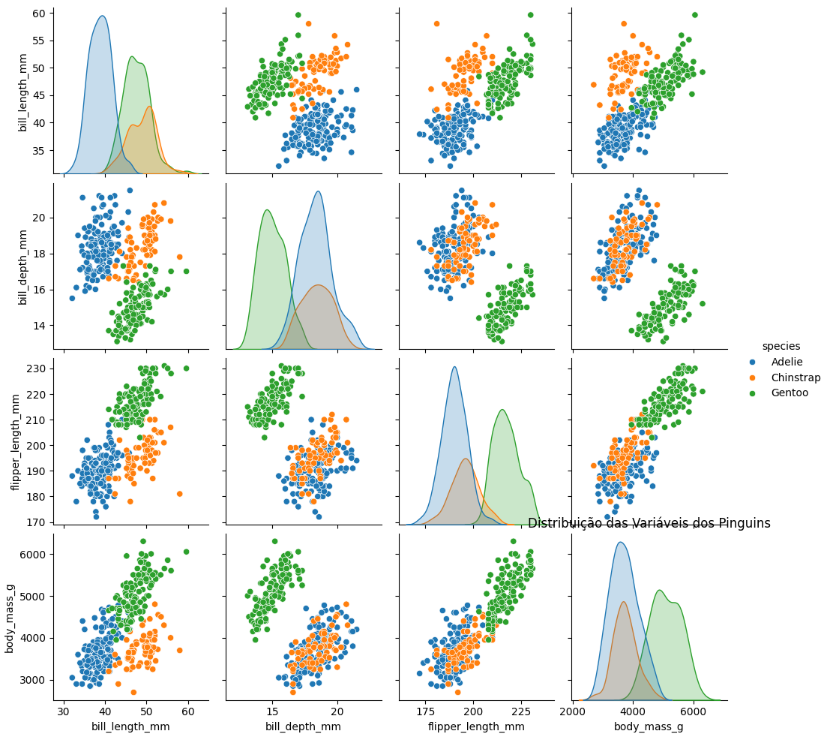 60
55
50
45
40
35
bill_length_mm
20
18
16
14
bill_depth_mm
species
Adelie
Chinstrap
Gentoo
230
220
210
200
190
180
170
flipper_length_mm
Distribuição das Variáveis dos Pinguins
6000
5000
4000
3000
body_mass_g
30 40 50 60 15 20 175 200 225 2000 4000 6000
bill_length_mm bill_depth_mm flipper_length_mm body_mass_g